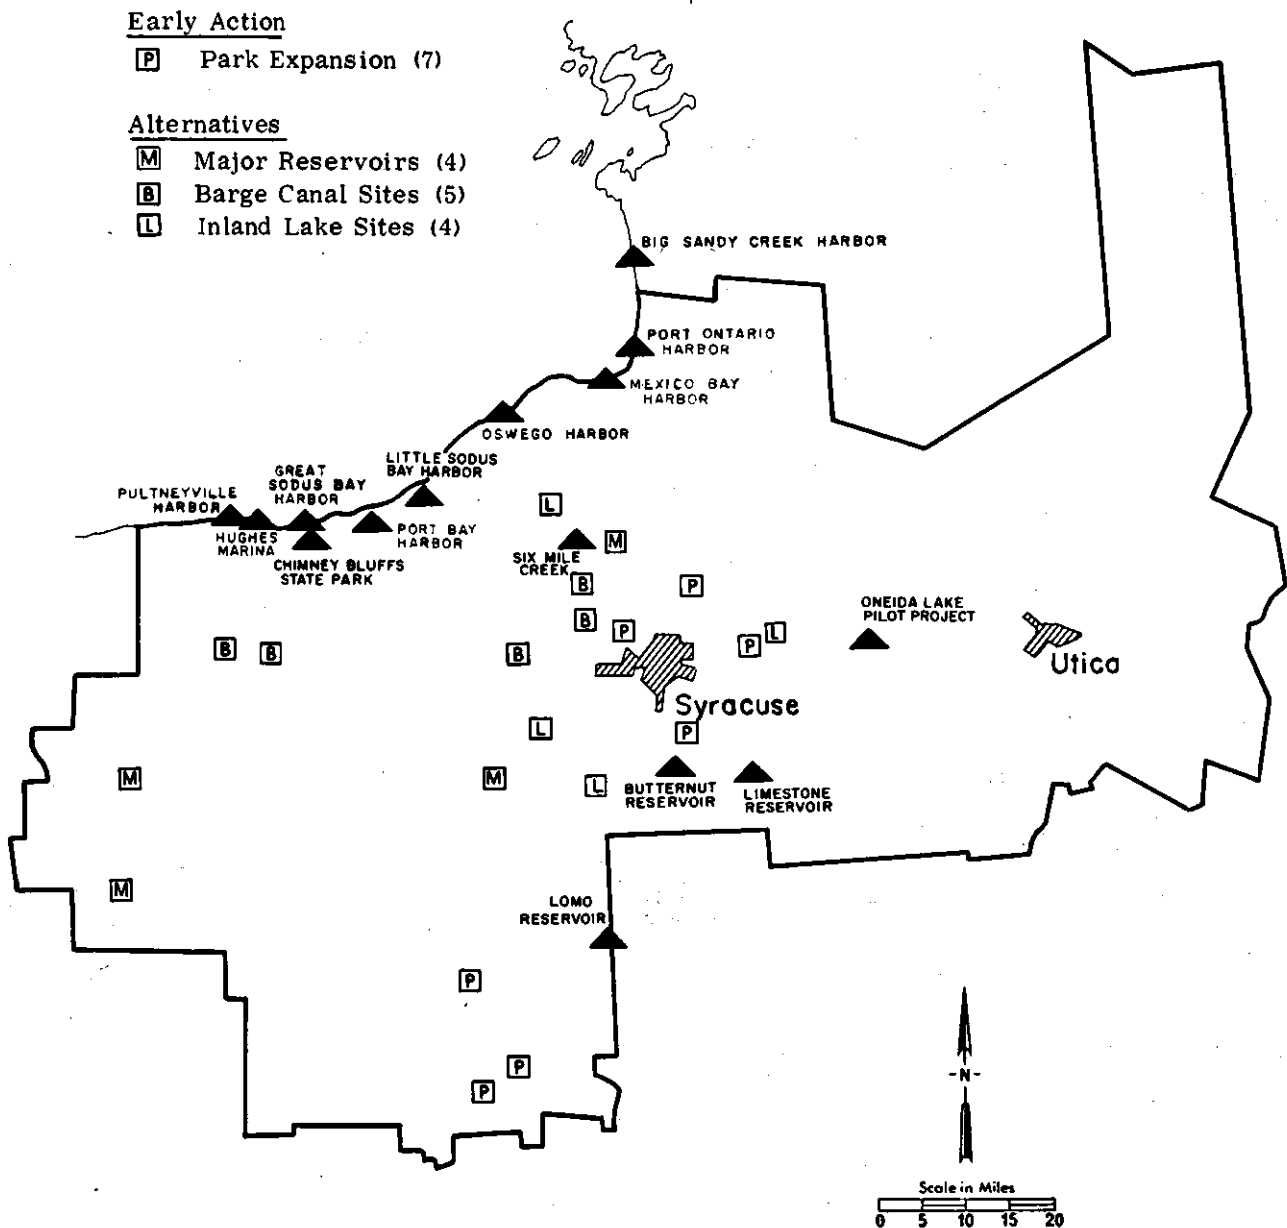 Early Action
P Park Expansion (7)
Alternatives
M Major Reservoirs (4)
B Barge Canal Sites (5)
L Inland Lake Sites (4)
BIG SANDY CREEK HARBOR
PORT ONTARIO
HARBOR
MEXICO BAY
HARBOR
OSWEGO HARBOR
LITTLE SODUS
BAY HARBOR
GREAT
SODUS BAY
HARBOR
PULTNEYVILLE
HARBOR
HUGHES
MARINA
PORT BAY
HARBOR
CHIMNEY BLUFFS
STATE PARK
L
M
SIX MILE
CREEK
B
P
ONEIDA LAKE
PILOT PROJECT
B
P
L
P
B
B
B
Utica
Syracuse
L
P
M
M
L
BUTTERNUT
RESERVOIR
LIMESTONE
RESERVOIR
M
LOMO
RESERVOIR
P
P
P
-N-
Scale in Miles
0 5 10 15 20